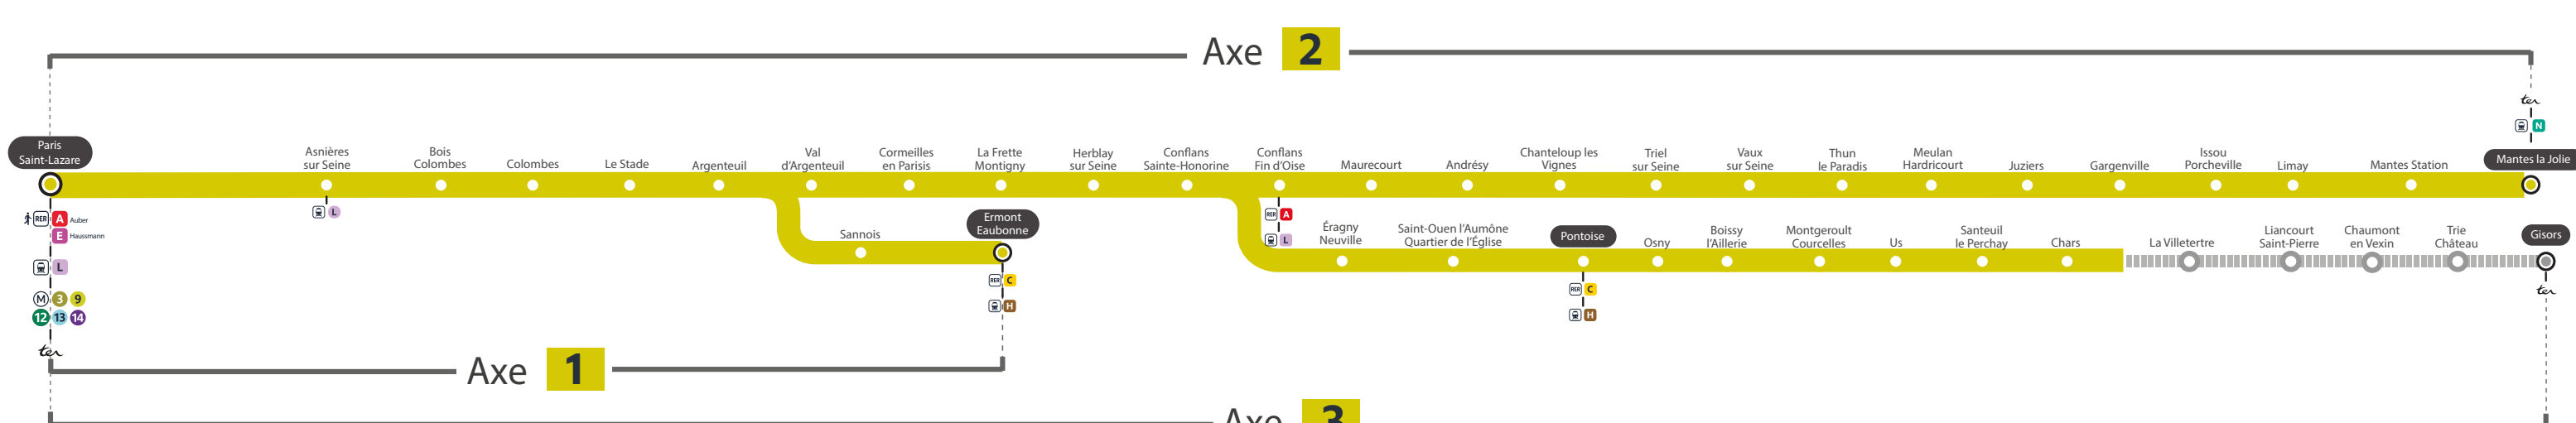 Axe 2
ter
N
Paris
Saint-Lazare
Asnières
sur Seine
Bois
Colombes
Colombes
Le Stade
Argenteuil
Val
d'Argenteuil
Cormeilles
en Parisis
La Frette
Montigny
Herblay
sur Seine
Conflans
Sainte-Honorine
Conflans
Fin d'Oise
Maurecourt
Andrésy
Chanteloup les
Vignes
Triel
sur Seine
Vaux
sur Seine
Thun
le Paradis
Meulan
Hardricourt
Juziers
Gargenville
Issou
Porcheville
Limay
Mantes Station
Mantes la Jolie
RER A Auber
E Haussmann
L
M 3 9
12 13 14
ter
L
Sannois
Ermont
Eaubonne
RER C
H
RER A
L
Éragny
Neuville
Saint-Ouen l'Aumône
Quartier de l'Église
Pontoise
RER C
H
Osny
Boissy
l'Aillerie
Montgeroult
Courcelles
Us
Santeuil
le Perchay
Chars
La Villetertre
Liancourt
Saint-Pierre
Chaumont
en Vexin
Trie
Château
Gisors
ter
Axe 1
Axe 3